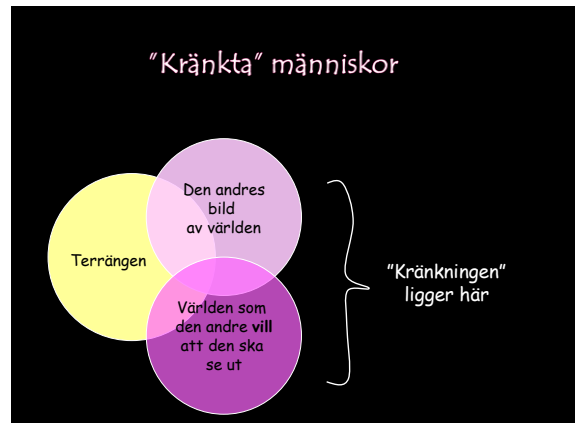 ”Kränkta” människor
Den andres
bild
av världen
Terrängen
”Kränkningen”
ligger här
Världen som
den andre vill
att den ska
se ut